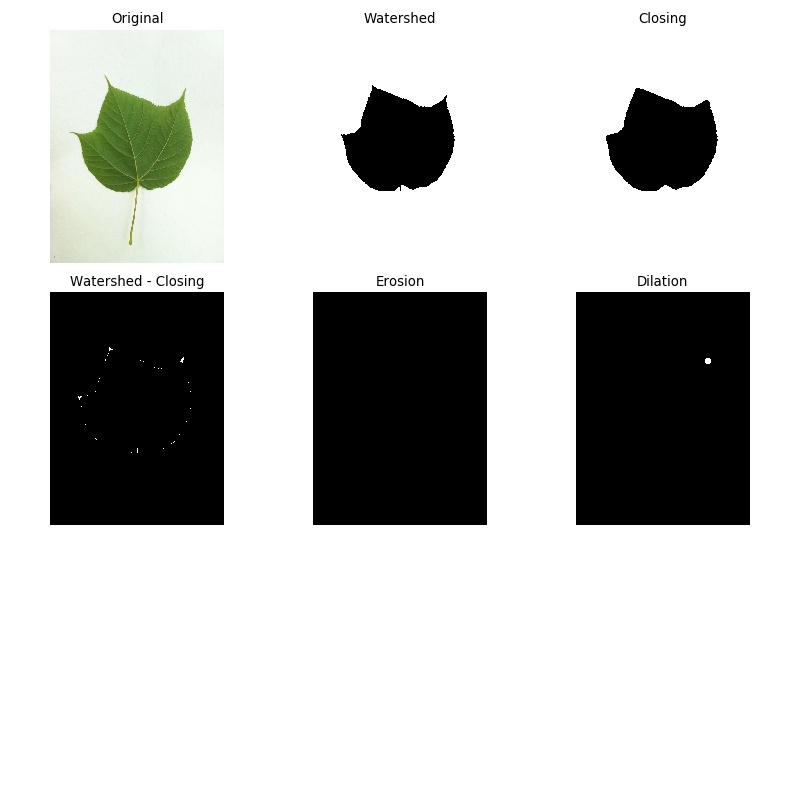 Original
Watershed
Closing
Watershed - Closing
Erosion
Dilation